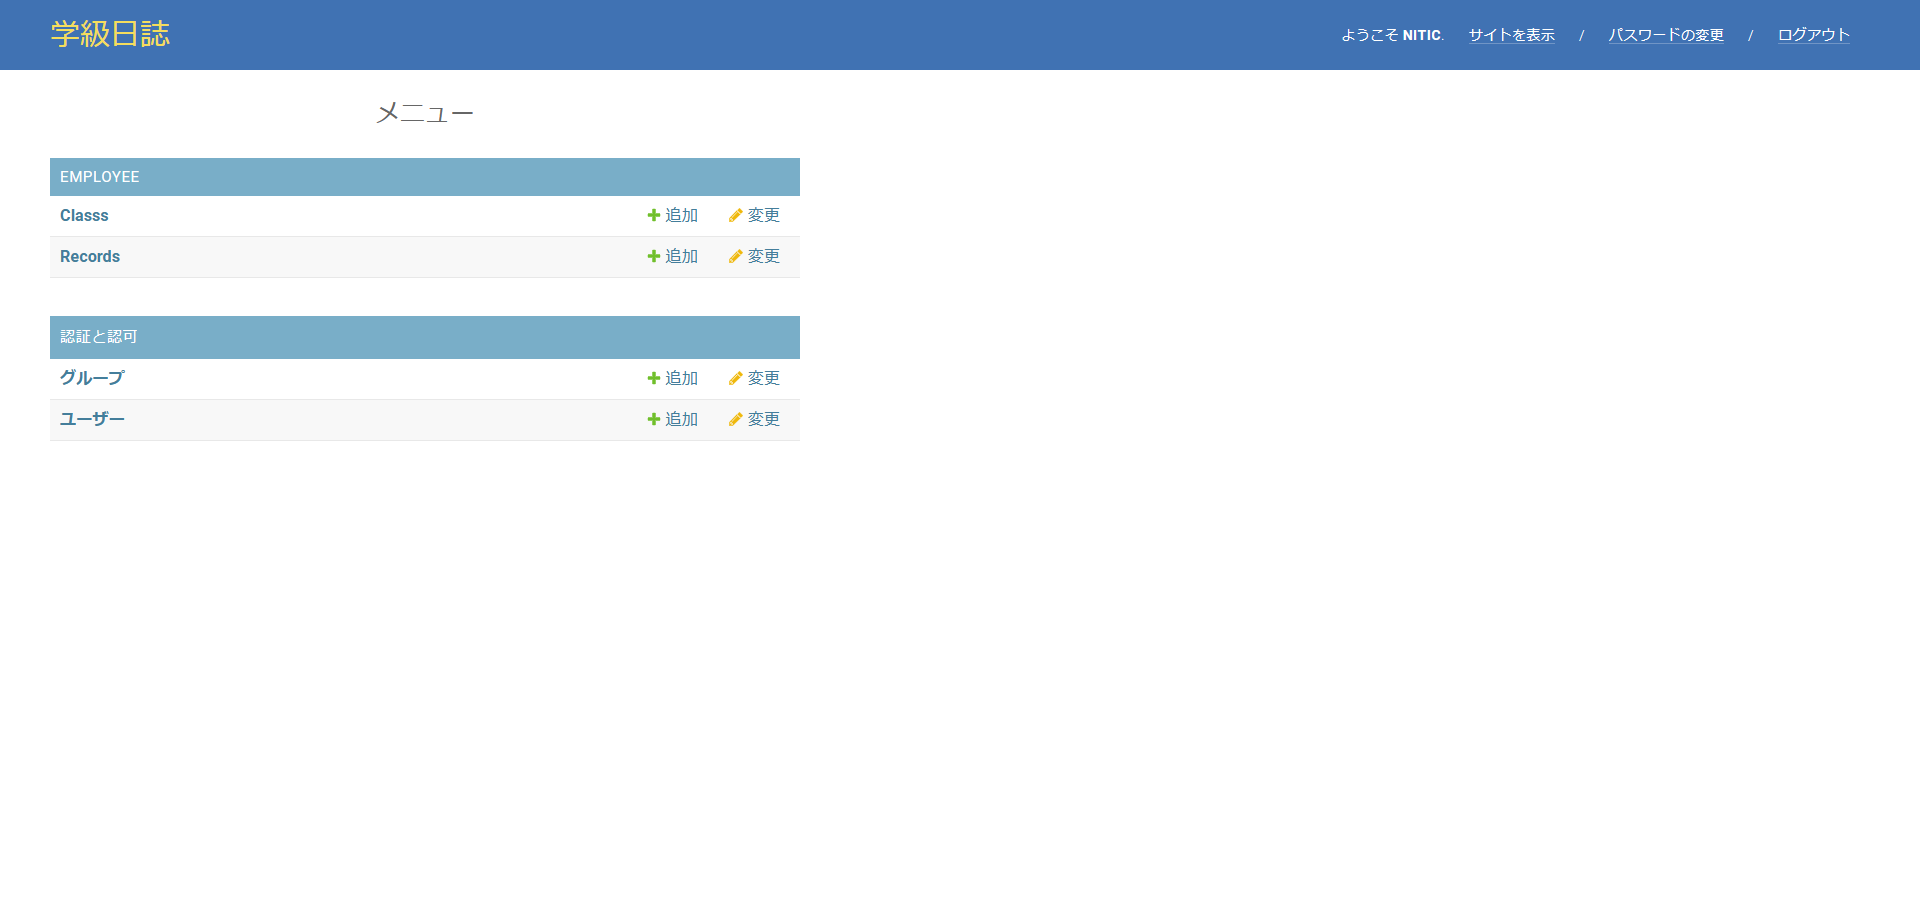 学級日誌
ようこそ NITIC. サイトを表示 / パスワードの変更 / ログアウト
メニュー
EMPLOYEE
Classs 追加 変更
Records 追加 変更
認証と認可
グループ 追加 変更
ユーザー 追加 変更